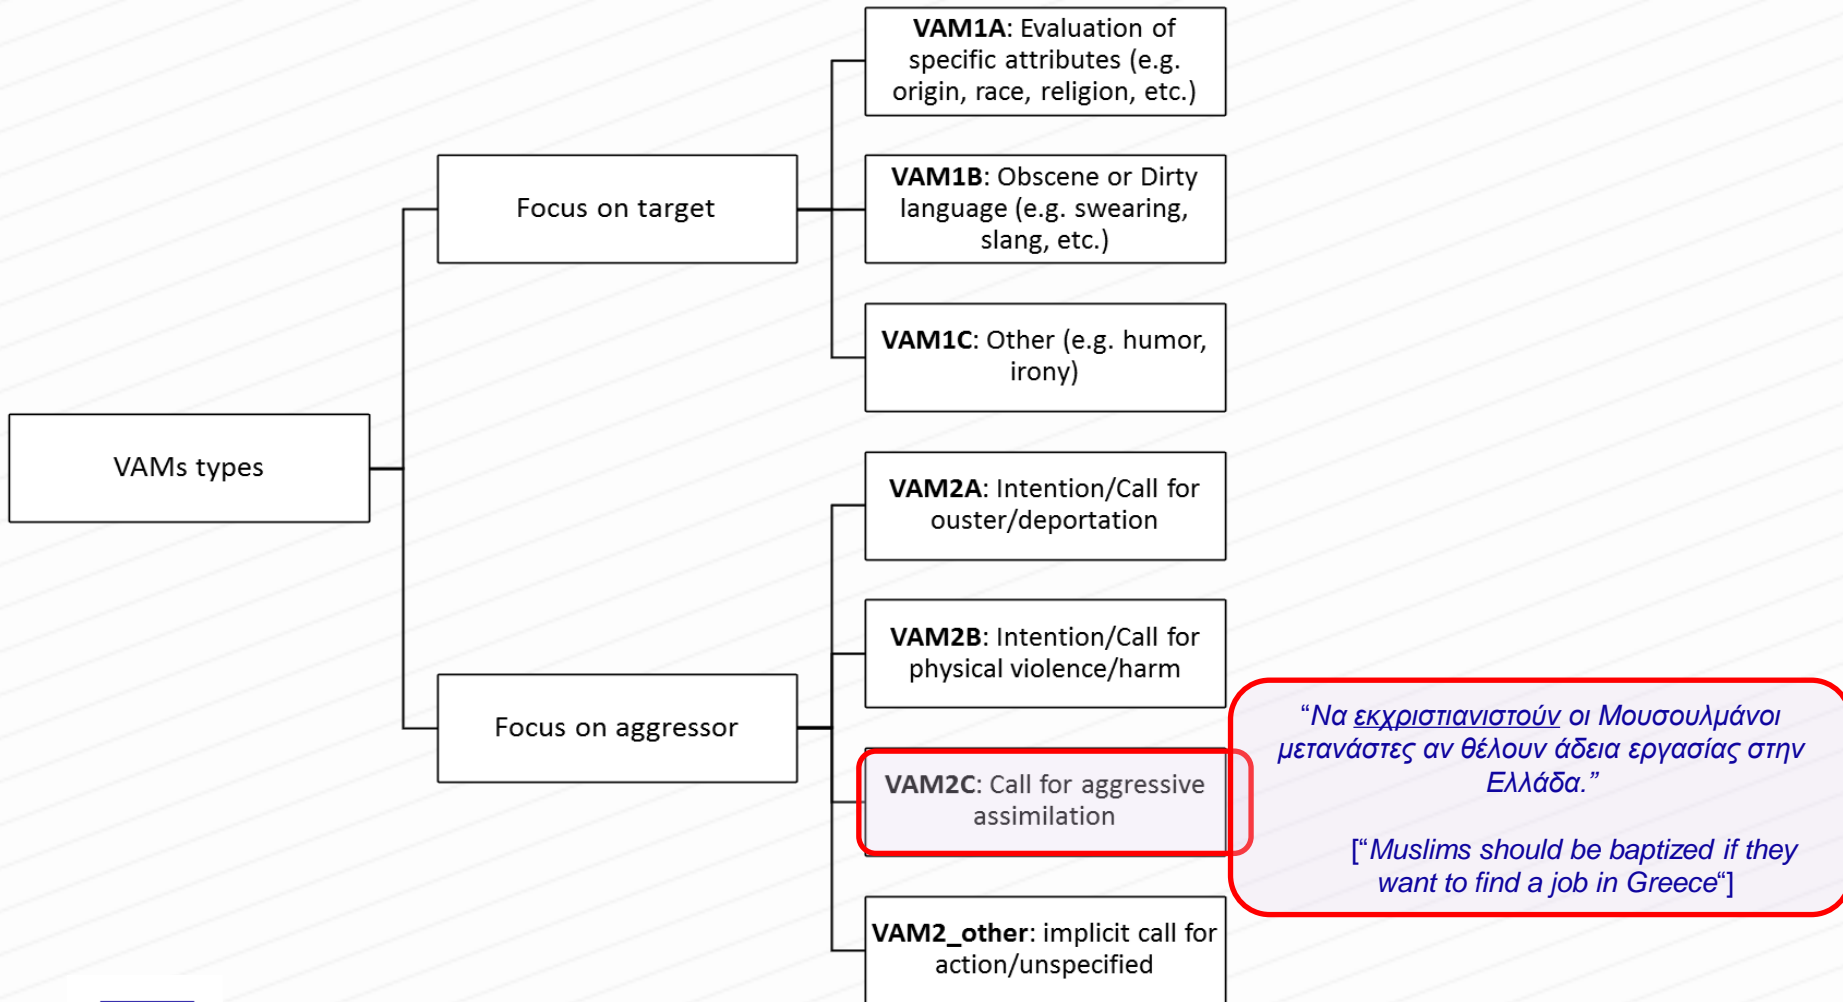 VAM1A: Evaluation of
specific attributes (e.g.
origin, race, religion, etc.)
Focus on target
VAM1B: Obscene or Dirty
language (e.g. swearing,
slang, etc.)
VAM1C: Other (e.g. humor,
irony)
VAMs types
VAM2A: Intention/Call for
ouster/deportation
VAM2B: Intention/Call for
physical violence/harm
Focus on aggressor
VAM2C: Call for aggressive
assimilation
“Να εκχριστιανιστούν οι Μουσουλμάνοι
μετανάστες αν θέλουν άδεια εργασίας στην
Ελλάδα.”
[“Muslims should be baptized if they
want to find a job in Greece“]
VAM2_other: implicit call for
action/unspecified